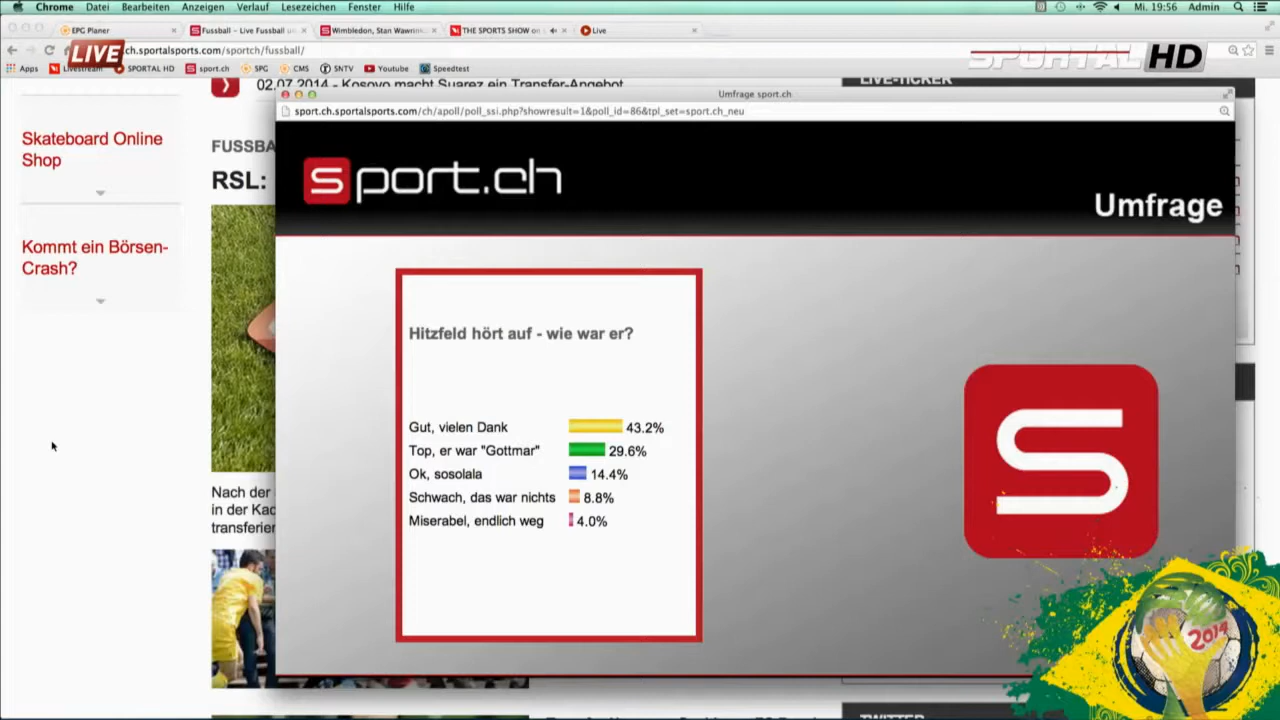 Chrome Datei Bearbeiten Anzeigen Verlauf Lesezeichen Fenster Hilfe
Mi. 19:56 Admin
EPG Planer
Fussball - Live Fussball
Wimbledon, Stan Wawrin
THE SPORTS SHOW on
Live
LIVE
ch.sportalsports.com/sportch/fussball/
SPORTAL HD
Apps Livestream SPORTAL HD sport.ch SPG CMS SNTV YouTube Speedtest
02.07.2014 - Kosovo macht Suarez ein Transfer-Angebot
LIVE-TICKER
Umfrage sport.ch
sport.ch.sportalsports.com/ch/apoll/poll_ssi.php?showresult=1&poll_id=86&tpl_set=sport.ch_neu
Skateboard Online
Shop
Kommt ein Börsen-
Crash?
FUSSBA
RSL:
sport.ch
Umfrage
Hitzfeld hört auf - wie war er?
Gut, vielen Dank 43.2%
Top, er war "Gottmar" 29.6%
Ok, sosolala 14.4%
Schwach, das war nichts 8.8%
Miserabel, endlich weg 4.0%
S
Nach der
in der Kad
transferier
2014
TWITTER